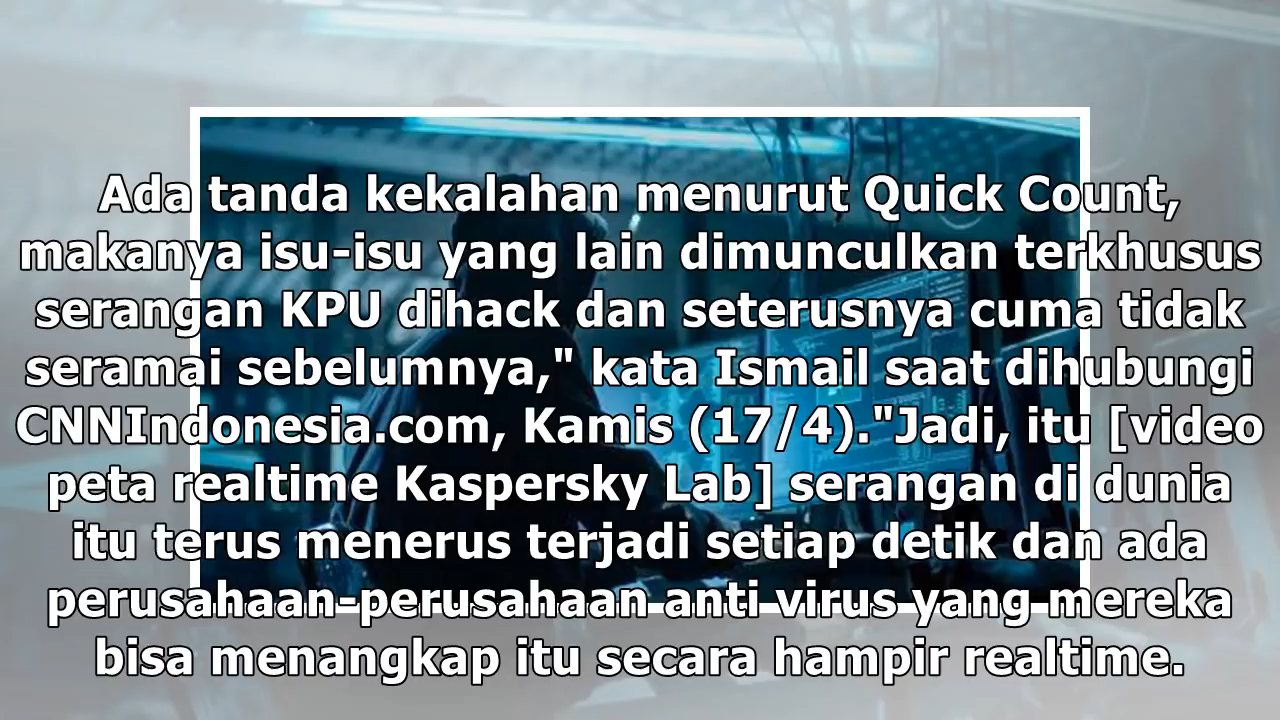 Ada tanda kekalahan menurut Quick Count,
makanya isu-isu yang lain dimunculkan terkhusus
serangan KPU dihack dan seterusnya cuma tidak
seramai sebelumnya," kata Ismail saat dihubungi
CNNIndonesia.com, Kamis (17/4)."Jadi, itu [video
peta realtime Kaspersky Lab] serangan di dunia
itu terus menerus terjadi setiap detik dan ada
perusahaan-perusahaan anti virus yang mereka
bisa menangkap itu secara hampir realtime.